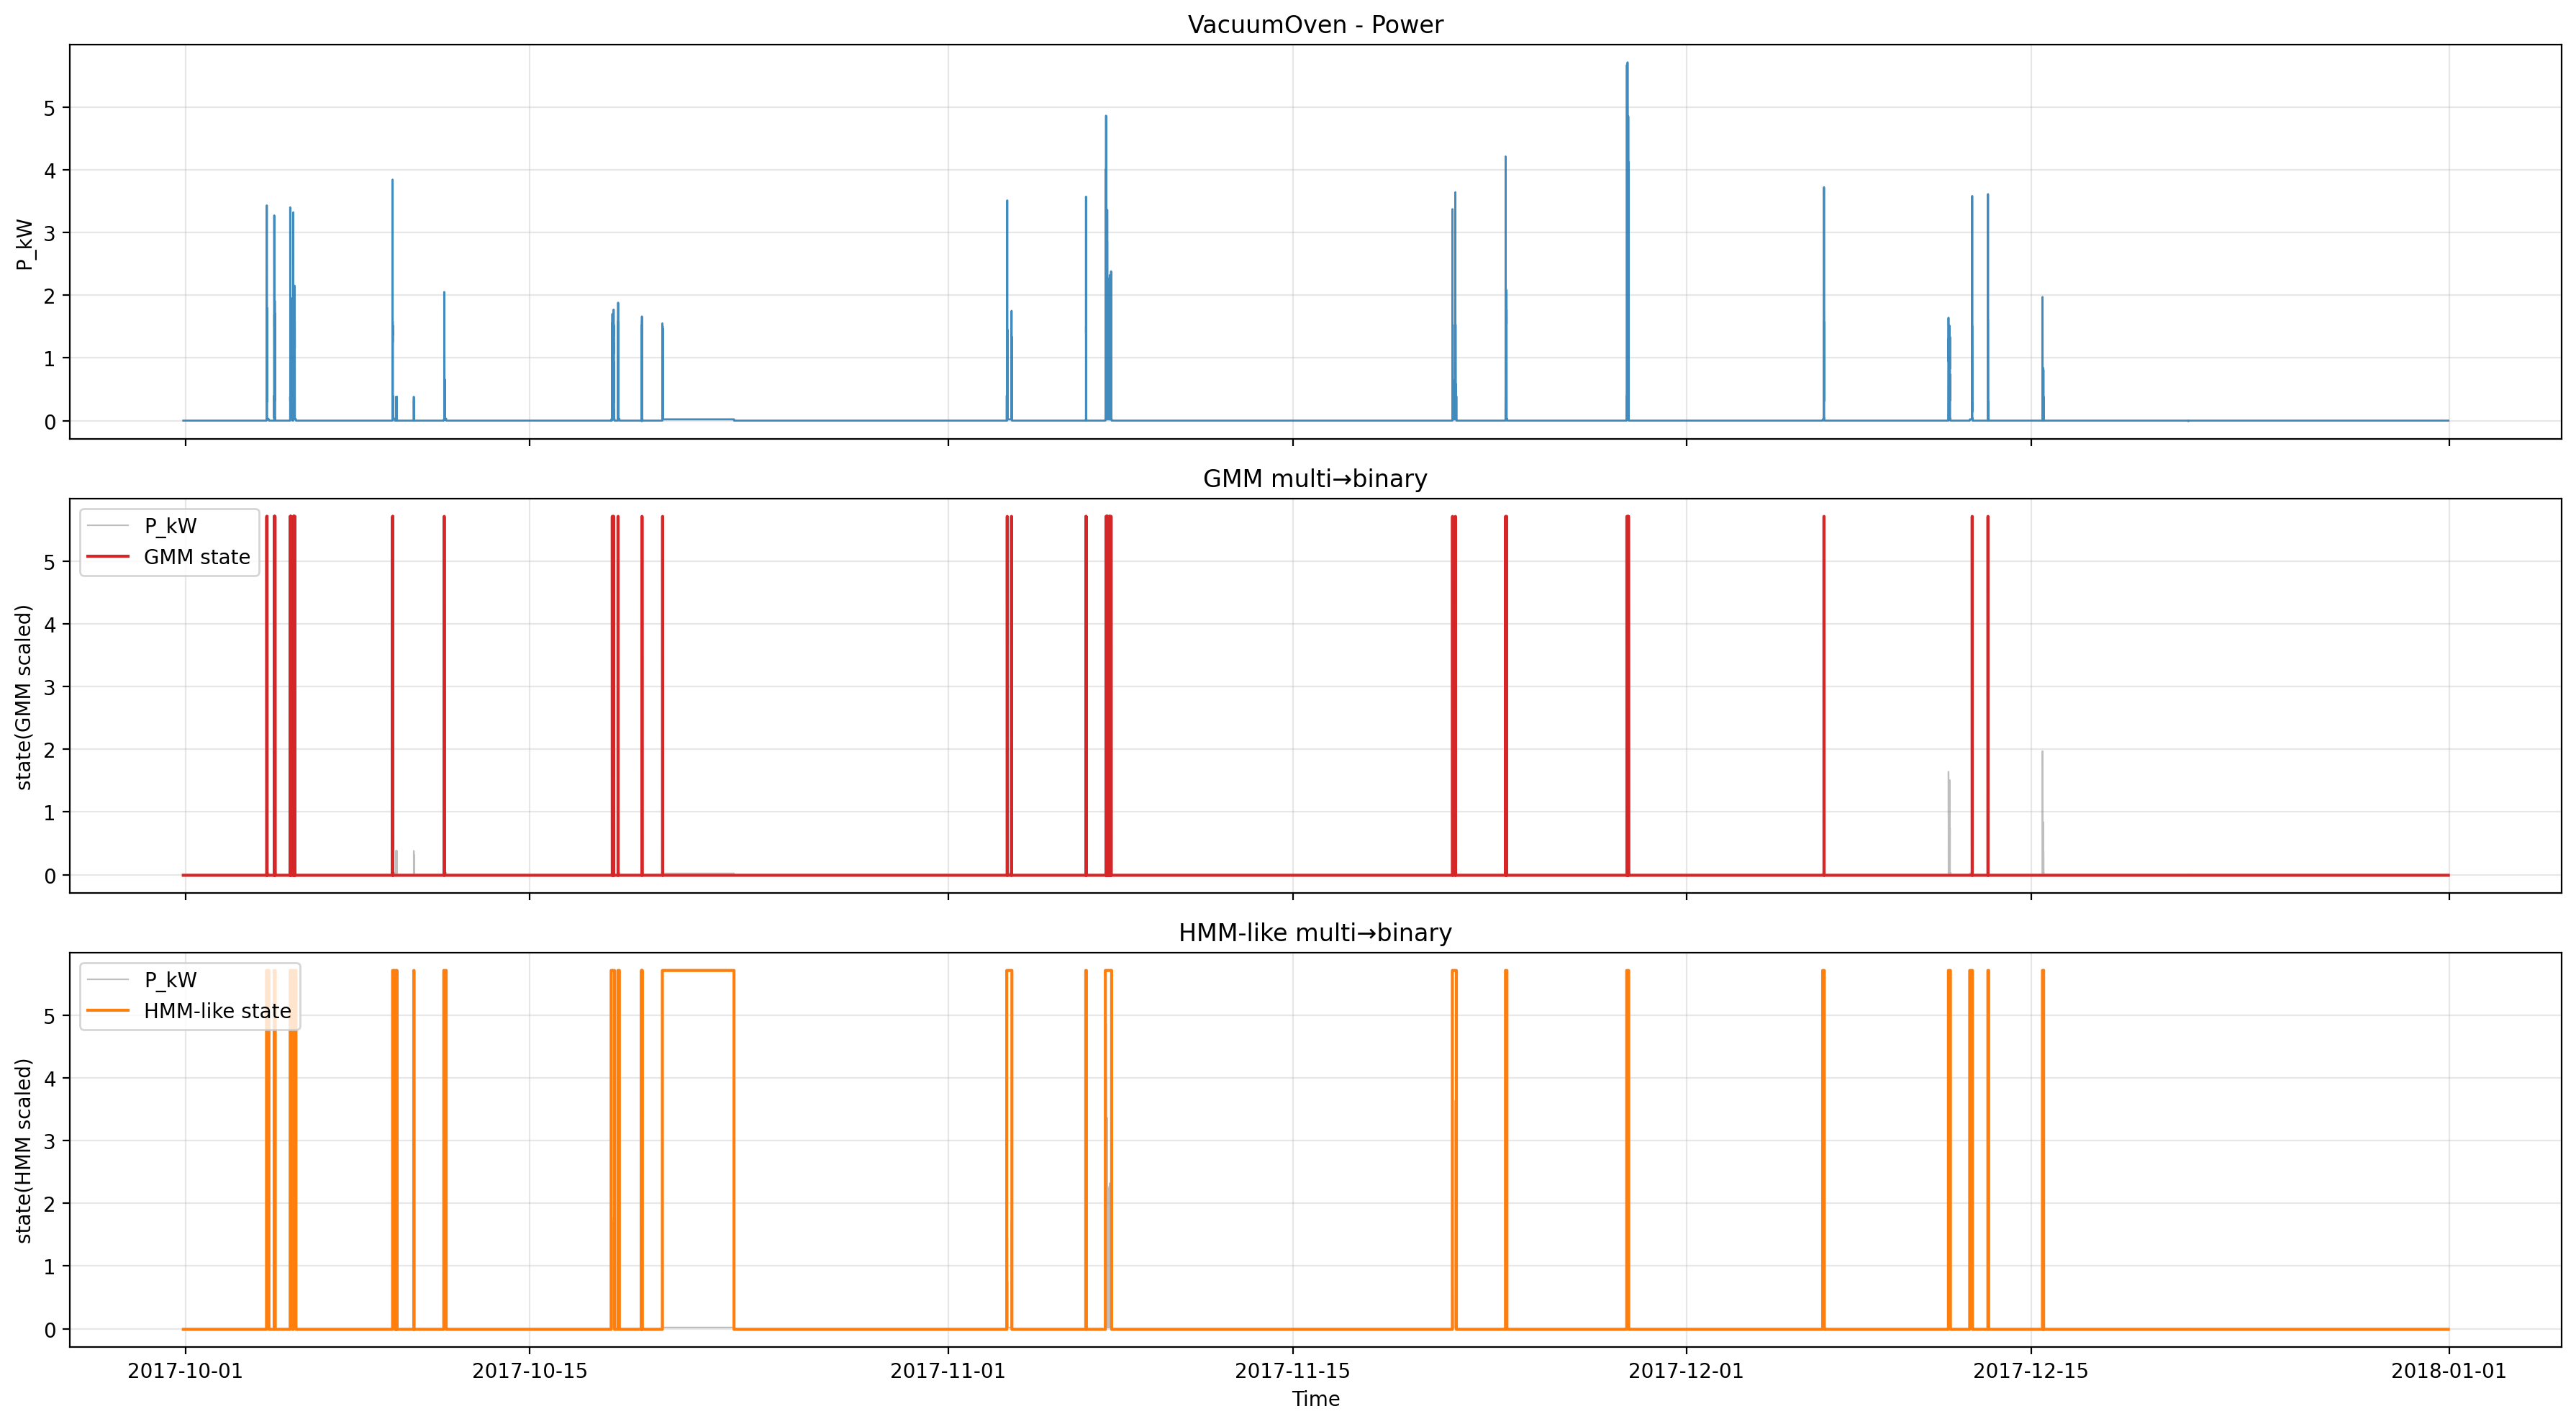 VacuumOven - Power
P_kW
5
4
3
2
1
0
GMM multi→binary
state(GMM scaled)
P_kW
GMM state
5
4
3
2
1
0
HMM-like multi→binary
state(HMM scaled)
P_kW
HMM-like state
5
4
3
2
1
0
2017-10-01 2017-10-15 2017-11-01 2017-11-15 2017-12-01 2017-12-15 2018-01-01
Time